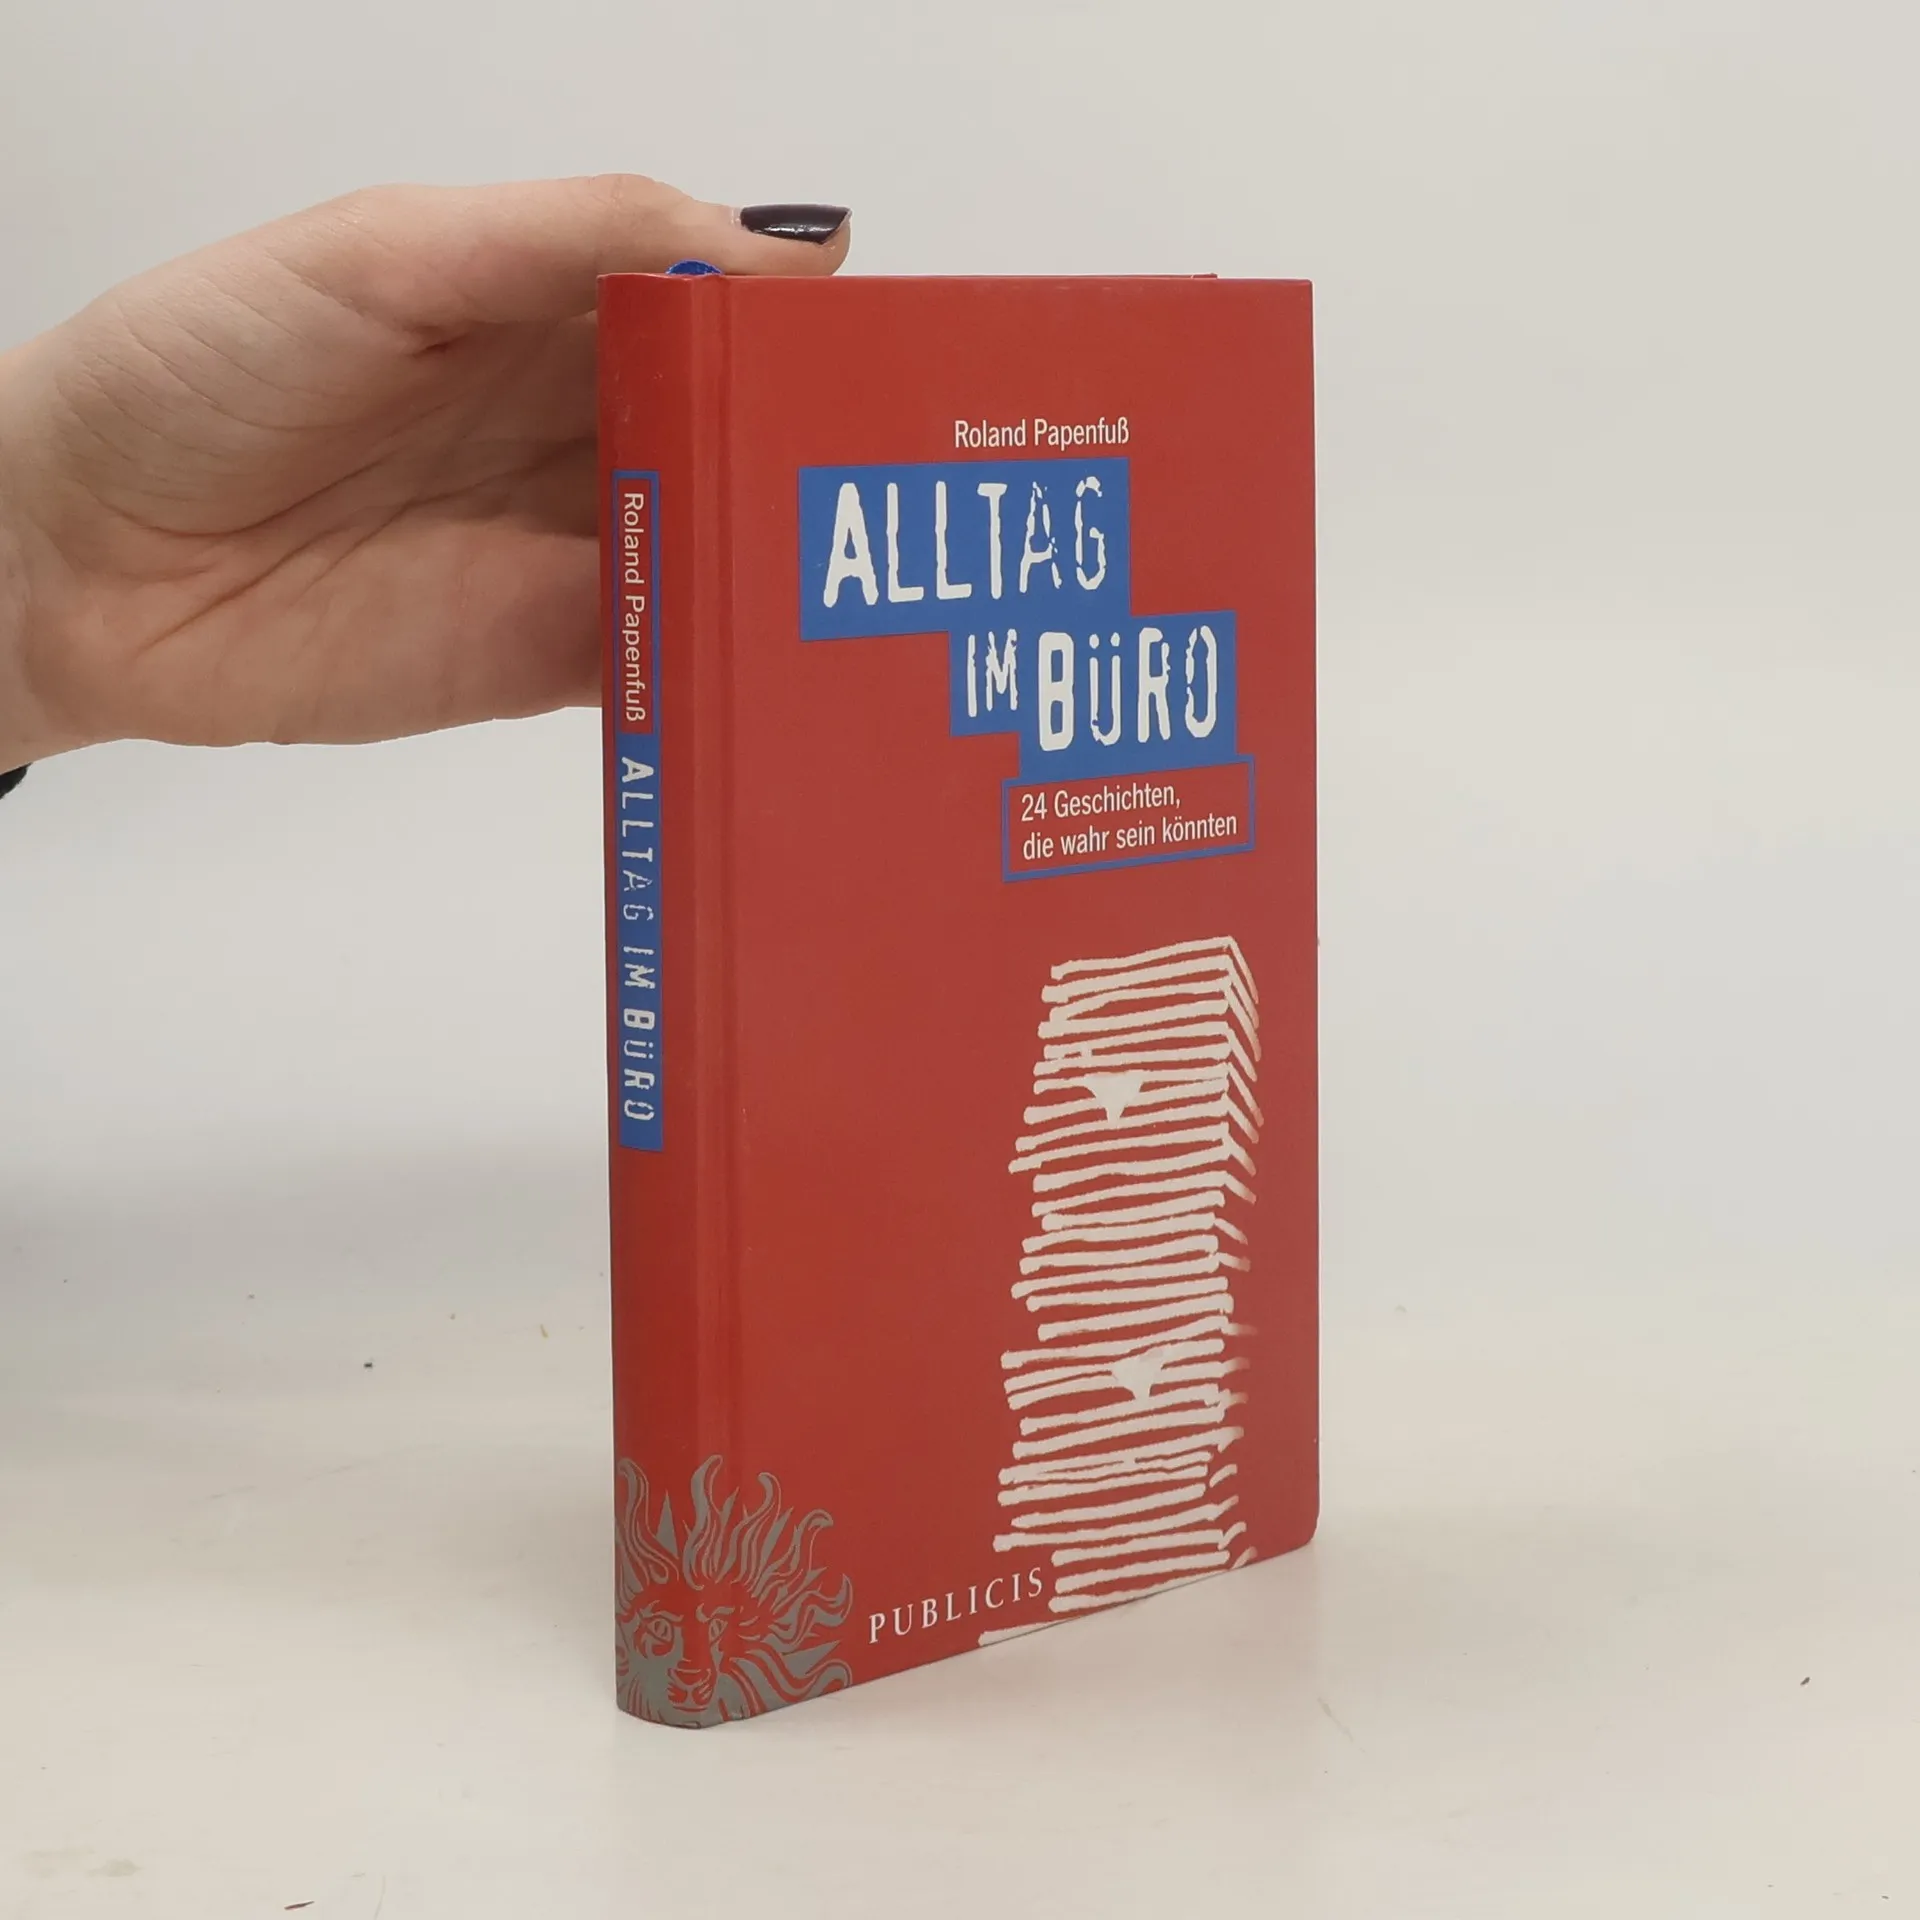 Roland Papenfuß
ALLTAG
IM BÜRO
24 Geschichten,
die wahr sein könnten
PUBLICIS
Roland Papenfuß ALLTAG IM BÜRO